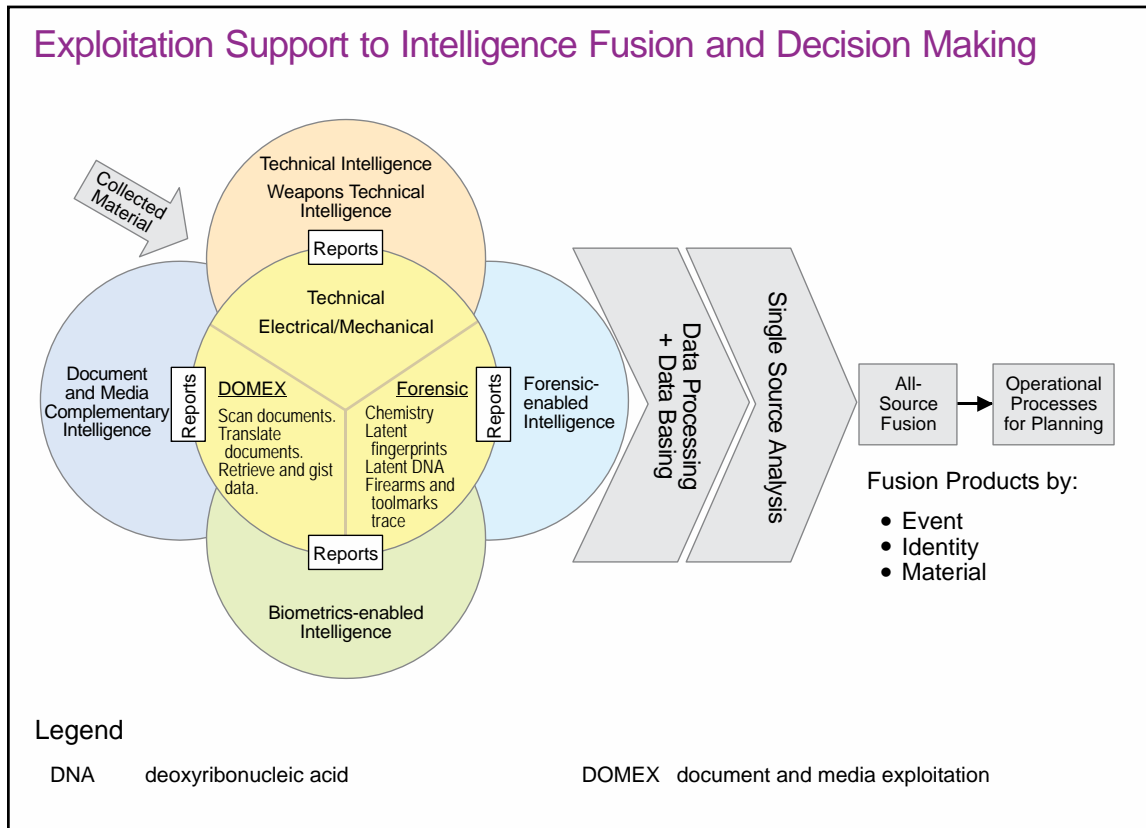 Exploitation Support to Intelligence Fusion and Decision Making
Collected
Material
Technical Intelligence
Weapons Technical
Intelligence
Reports
Technical
Electrical/Mechanical
Document
and Media
Complementary
Intelligence
Reports
DOMEX
Scan documents.
Translate
documents.
Retrieve and gist
data.
Forensic
Chemistry
Latent
fingerprints
Latent DNA
Firearms and
toolmarks
trace
Reports
Forensic-
enabled
Intelligence
Reports
Biometrics-enabled
Intelligence
Data Processing
+ Data Basing
Single Source Analysis
All-
Source
Fusion
Operational
Processes
for Planning
Fusion Products by:
• Event
• Identity
• Material
Legend
DNA deoxyribonucleic acid
DOMEX document and media exploitation